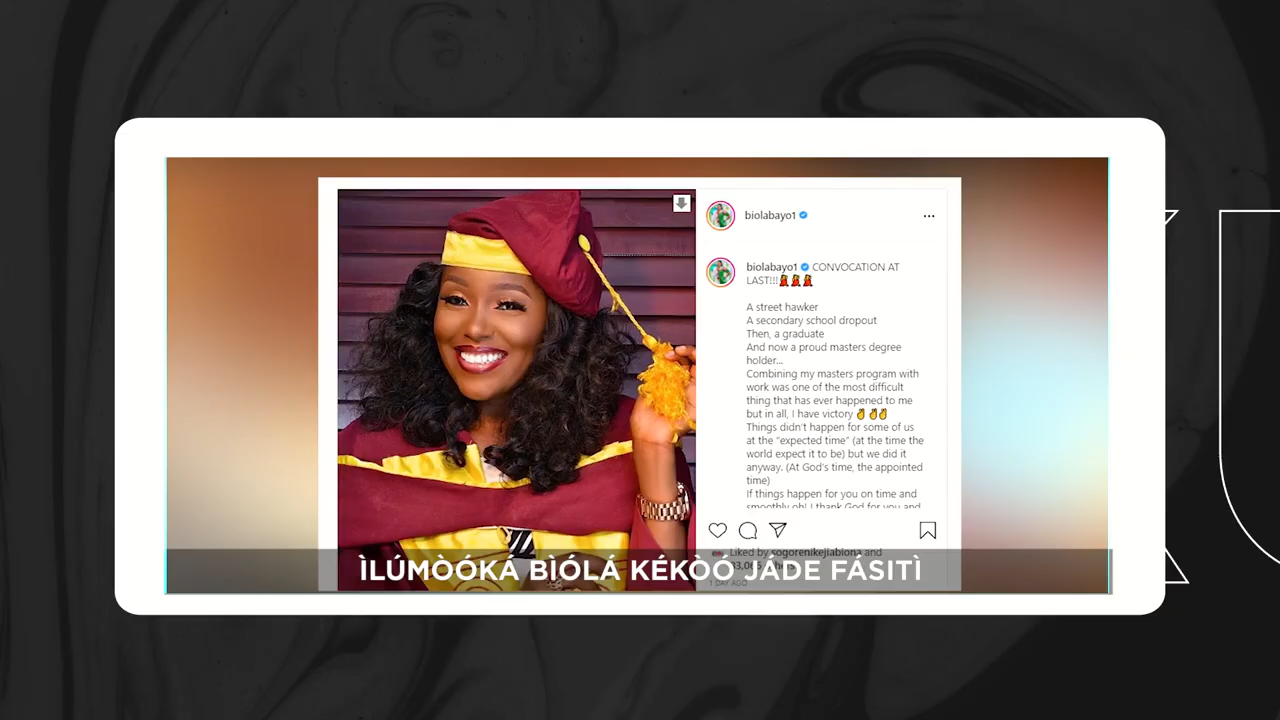 biolabayo1
biolabayo1 CONVOCATION AT
LAST!!!
A street hawker
A secondary school dropout
Then, a graduate
And now a proud masters degree
holder...
Combining my masters program with
work was one of the most difficult
thing that has ever happened to me
but in all, I have victory ✌✌✌
Things didn't happen for some of us
at the "expected time" (at the time the
world expect it to be) but we did it
anyway. (At God's time, the appointed
time)
If things happen for you on time and
smoothly oh! I thank God for you and
Liked by sogorenikejiabiona and
1 DAY AGO
ÌLÚMÒÓKÁ BÌÓLÁ KÉKÒÓ JÁDE FÁSITÌ